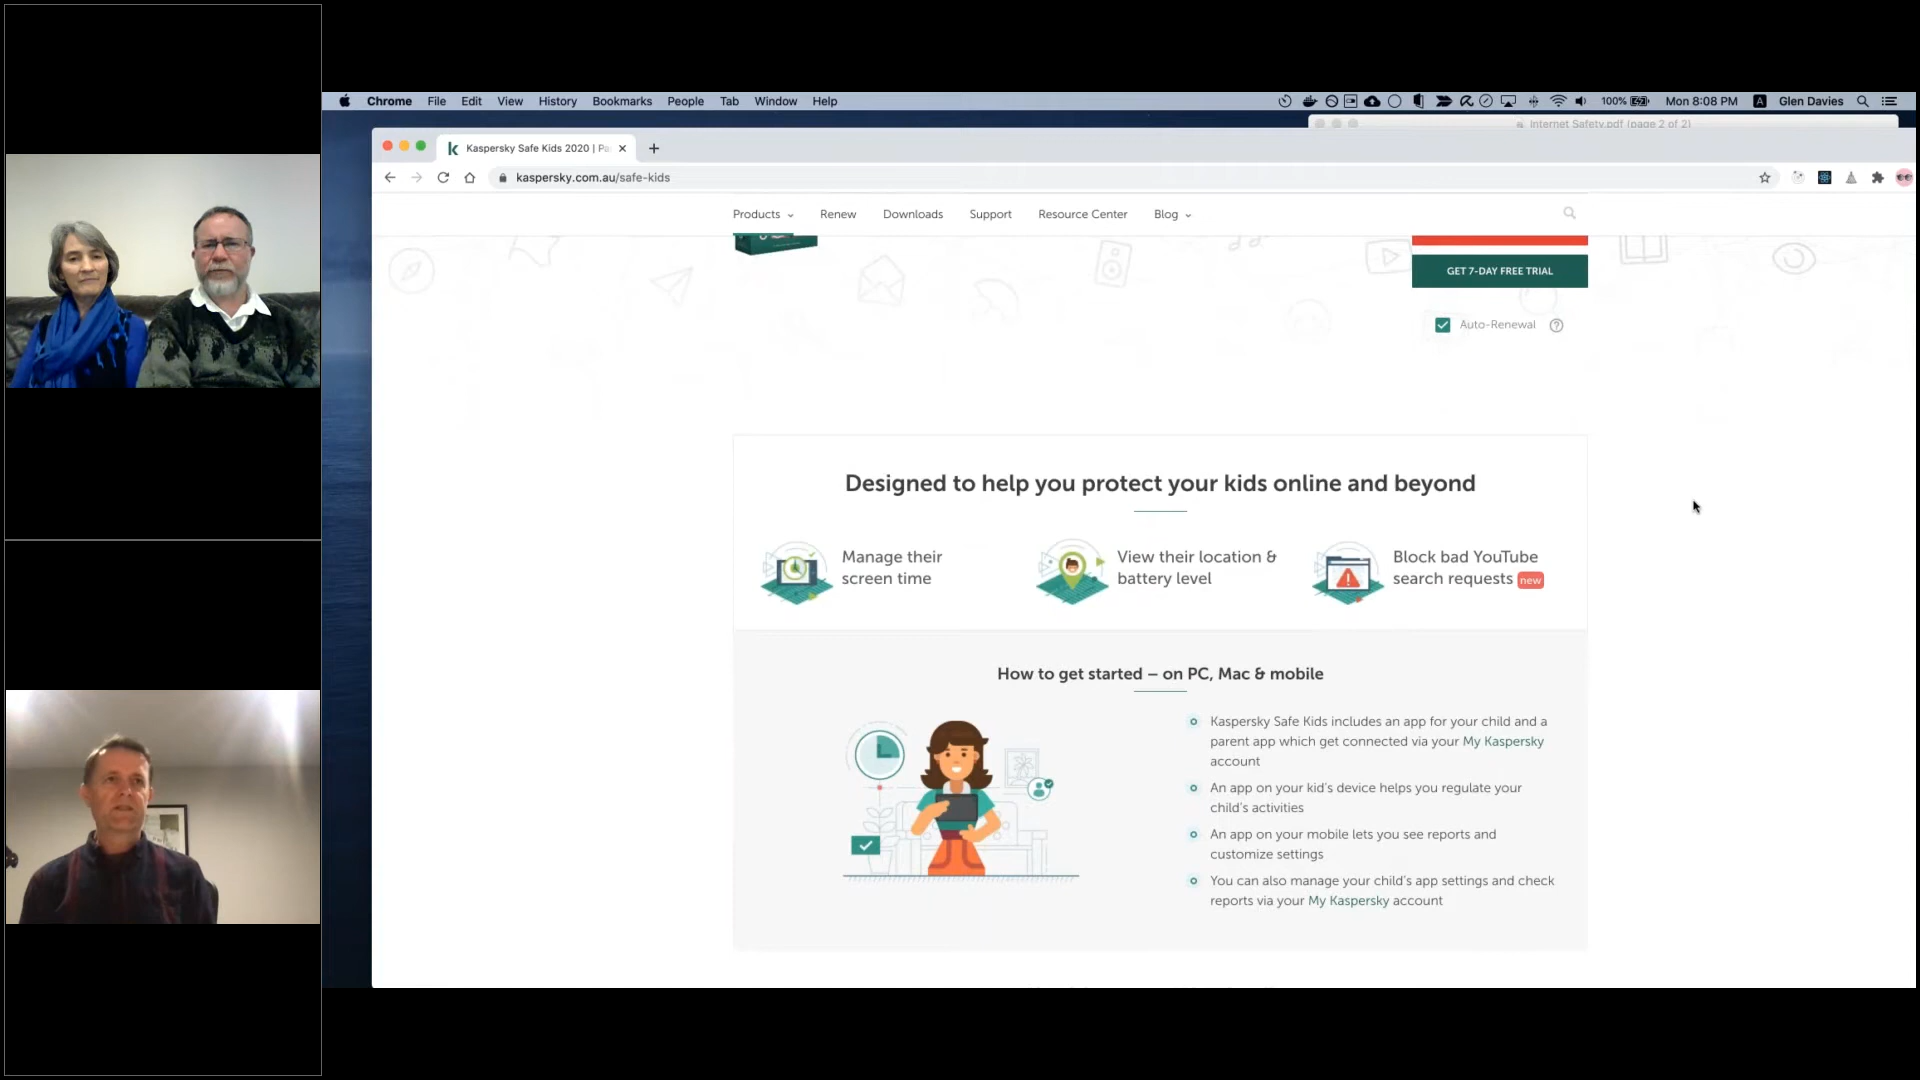 Chrome File Edit View History Bookmarks People Tab Window Help
100% Mon 8:08 PM A Glen Davies
Internet Safety.pdf (page 2 of 2)
Kaspersky Safe Kids 2020 | Pa
kaspersky.com.au/safe-kids
Products Renew Downloads Support Resource Center Blog
GET 7-DAY FREE TRIAL
Auto-Renewal ?
Designed to help you protect your kids online and beyond
Manage their
screen time
View their location &
battery level
Block bad YouTube
search requests new
How to get started – on PC, Mac & mobile
Kaspersky Safe Kids includes an app for your child and a
parent app which get connected via your My Kaspersky
account
An app on your kid's device helps you regulate your
child's activities
An app on your mobile lets you see reports and
customize settings
You can also manage your child's app settings and check
reports via your My Kaspersky account